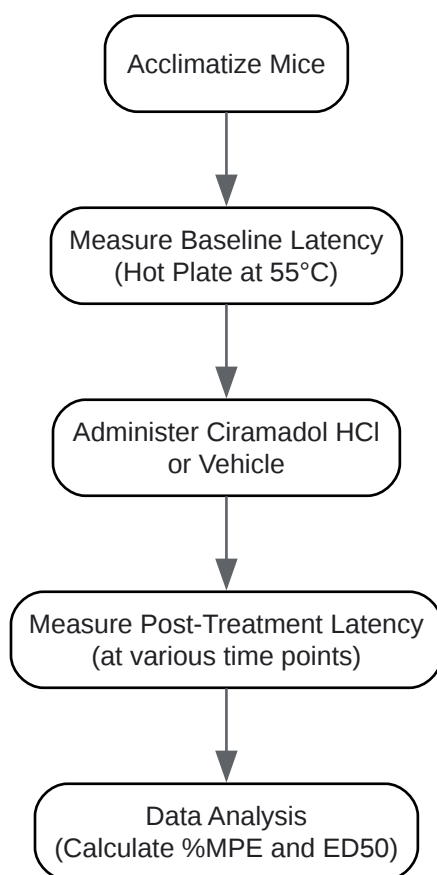 Acclimatize Mice
Measure Baseline Latency
(Hot Plate at 55°C)
Administer Ciramadol HCl
or Vehicle
Measure Post-Treatment Latency
(at various time points)
Data Analysis
(Calculate %MPE and ED50)